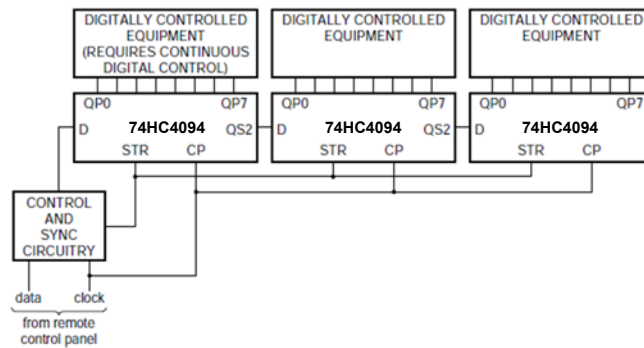 DIGITALLY CONTROLLED
EQUIPMENT
(REQUIRES CONTINUOUS
DIGITAL CONTROL)
DIGITALLY CONTROLLED
EQUIPMENT
DIGITALLY CONTROLLED
EQUIPMENT
QP0 QP7
D 74HC4094 QS2
STR CP
QP0 QP7
D 74HC4094 QS2
STR CP
QP0 QP7
D 74HC4094
STR CP
CONTROL
AND
SYNC
CIRCUITRY
data clock
from remote
control panel